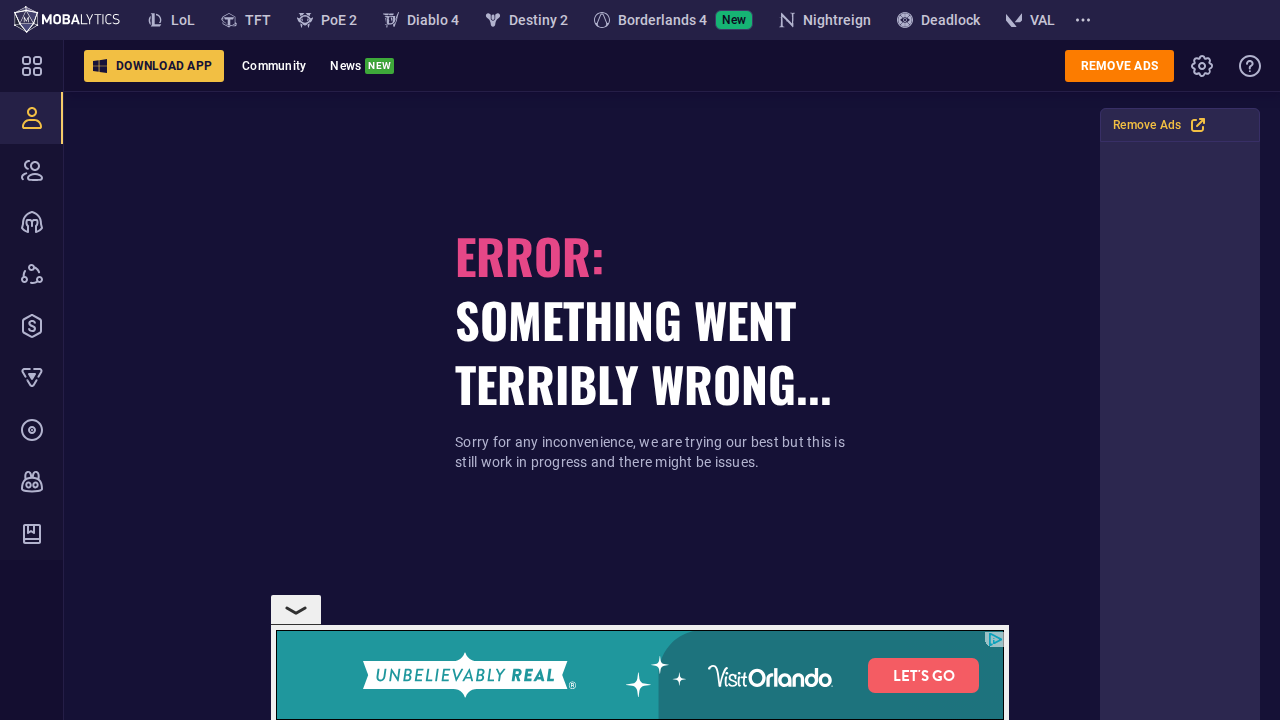 MOBALYTICS
LoL
TFT
PoE 2
Diablo 4
Destiny 2
Borderlands 4
New
Nightreign
Deadlock
VAL
DOWNLOAD APP
Community
News
NEW
REMOVE ADS
Remove Ads
ERROR:
SOMETHING WENT
TERRIBLY WRONG...
Sorry for any inconvenience, we are trying our best but this is
still work in progress and there might be issues.
UNBELIEVABLY REAL®
Visit Orlando
LET'S GO